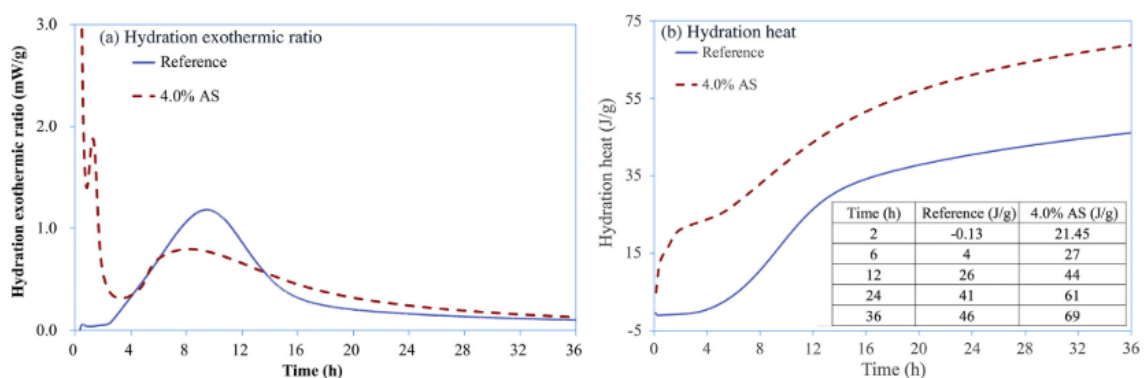 (a) Hydration exothermic ratio
Reference
4.0% AS
Hydration exothermic ratio (mW/g)
3.0
2.0
1.0
0.0
0 4 8 12 16 20 24 28 32 36
Time (h)
(b) Hydration heat
Reference
4.0% AS
Hydration heat (J/g)
75
55
35
15
-5
Time (h) Reference (J/g) 4.0% AS (J/g)
2 -0.13 21.45
6 4 27
12 26 44
24 41 61
36 46 69
0 4 8 12 16 20 24 28 32 36
Time (h)